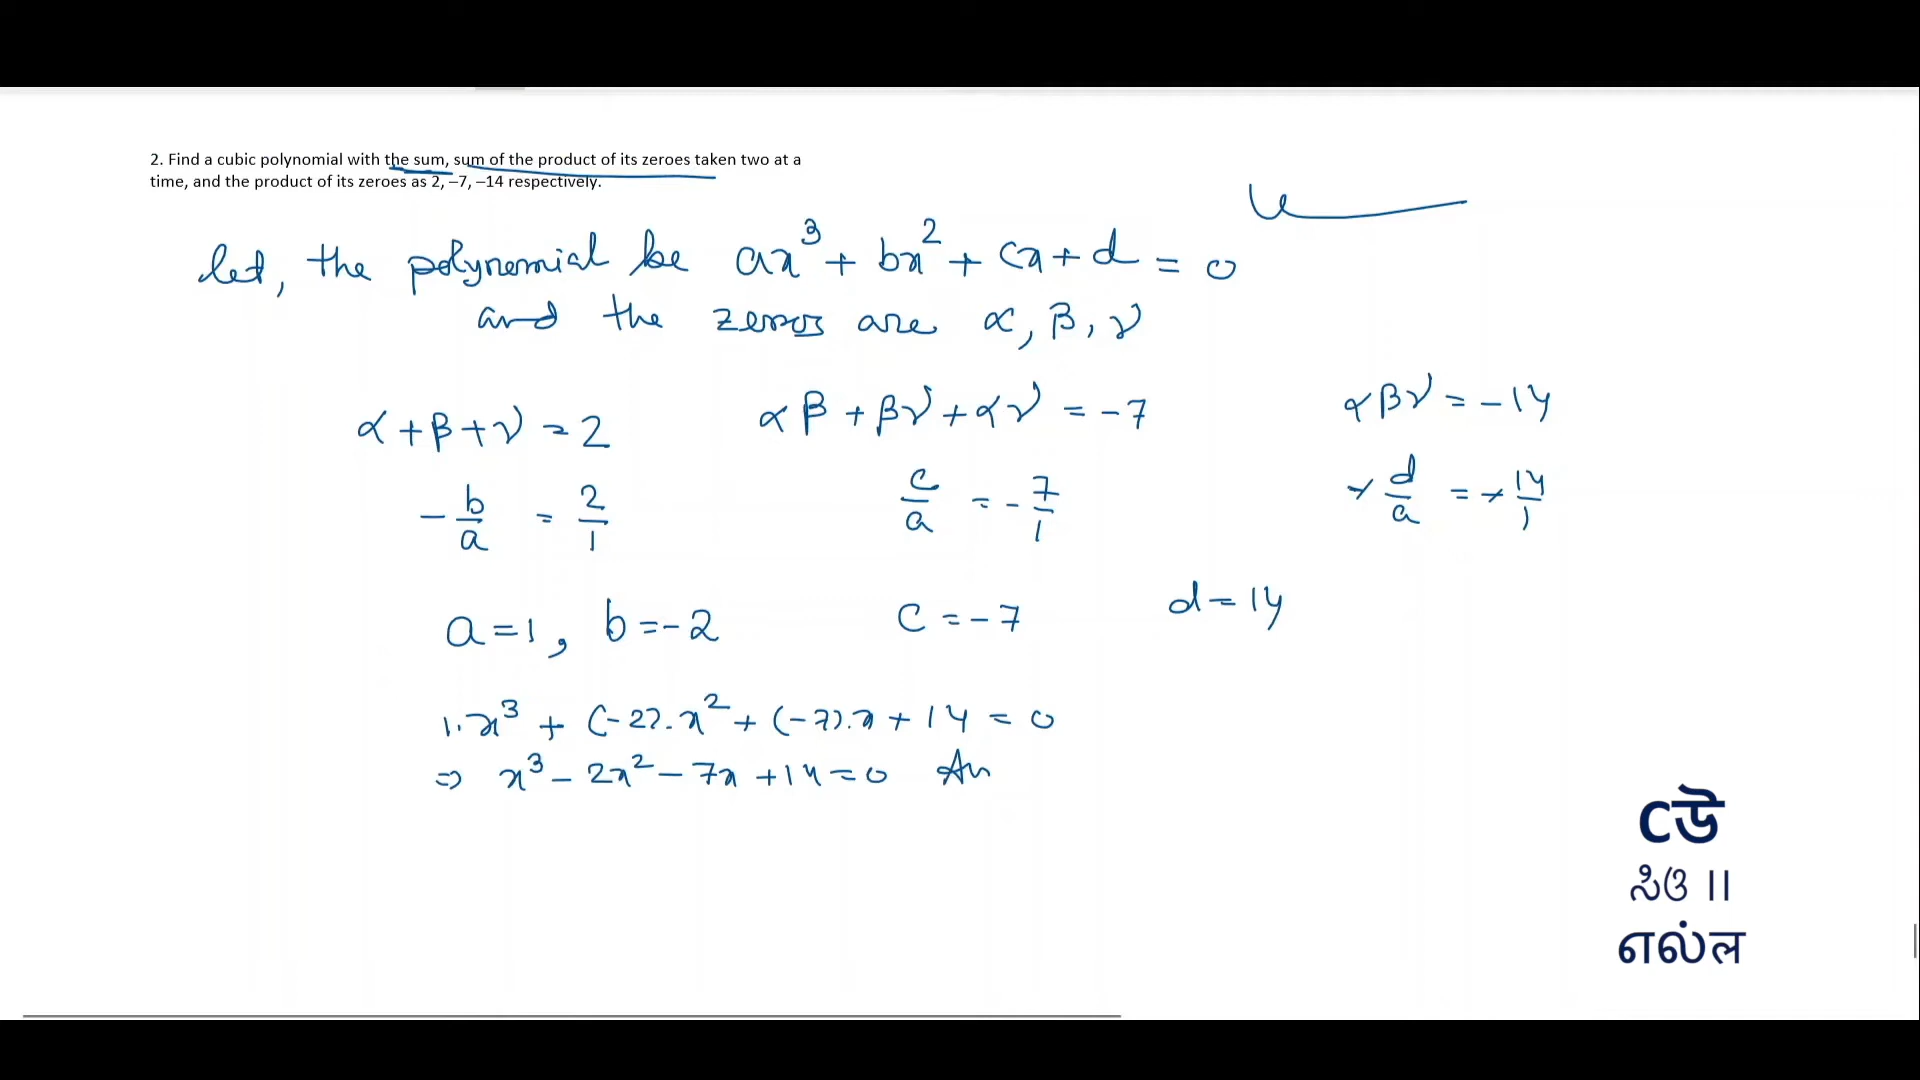 2. Find a cubic polynomial with the sum, sum of the product of its zeroes taken two at a
time, and the product of its zeroes as 2, –7, –14 respectively.
let, the polynomial be ax³ + bx² + cx + d = 0
and the zeros are α, β, γ
α + β + γ = 2
αβ + βγ + αγ = -7
αβγ = -14
- b/a = 2/1
c/a = - 7/1
- d/a = - 14/1
a = 1, b = -2
c = -7
d = 14
1.x³ + (-2).x² + (-7).x + 14 = 0
⇒ x³ - 2x² - 7x + 14 = 0 An
Cউ
ಸಿଓ ॥
எல்ல